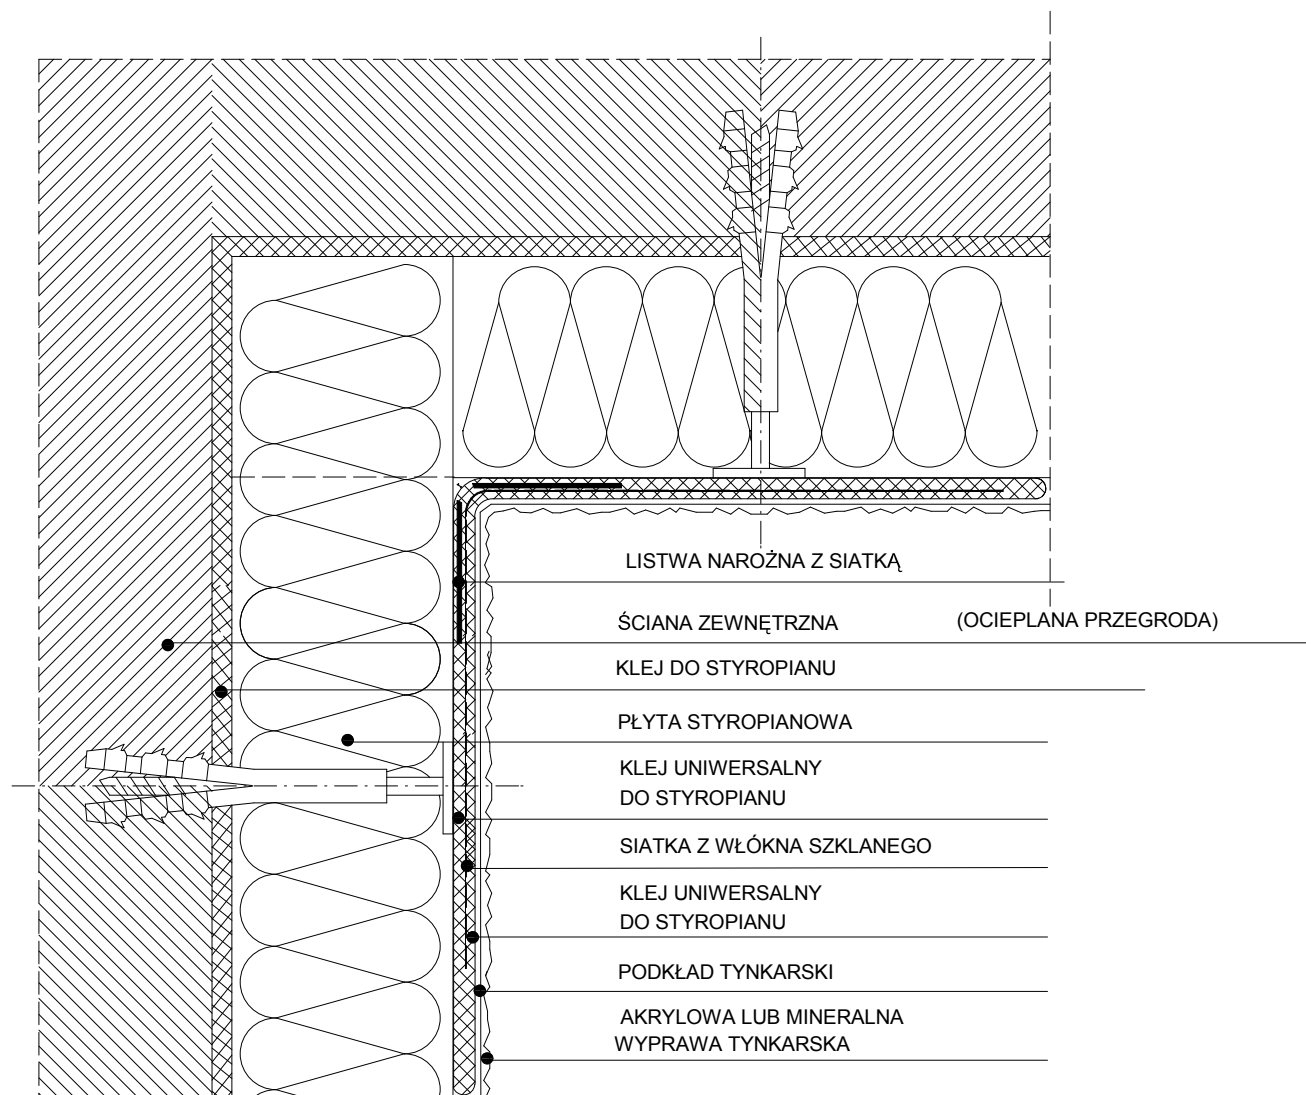 LISTWA NAROŻNA Z SIATKĄ
ŚCIANA ZEWNĘTRZNA (OCIEPLANA PRZEGRODA)
KLEJ DO STYROPIANU
PŁYTA STYROPIANOWA
KLEJ UNIWERSALNY
DO STYROPIANU
SIATKA Z WŁÓKNA SZKLANEGO
KLEJ UNIWERSALNY
DO STYROPIANU
PODKŁAD TYNKARSKI
AKRYLOWA LUB MINERALNA
WYPRAWA TYNKARSKA